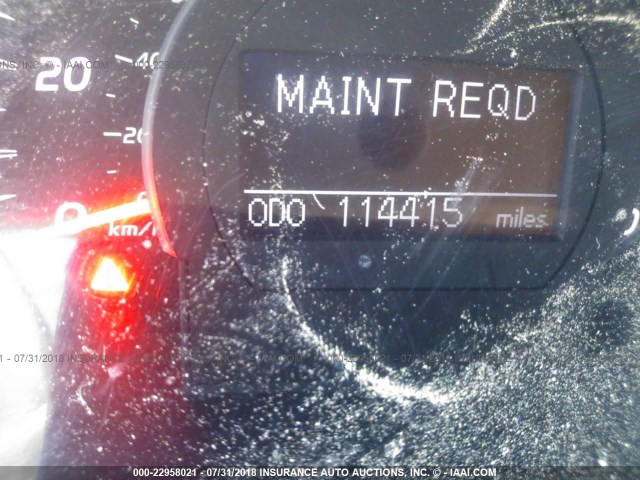 20
40
20
0
km/
MAINT REQD
ODO 114415 miles
000-22958021 - 07/31/2018 INSURANCE AUTO AUCTIONS, INC. © - IAAI.COM